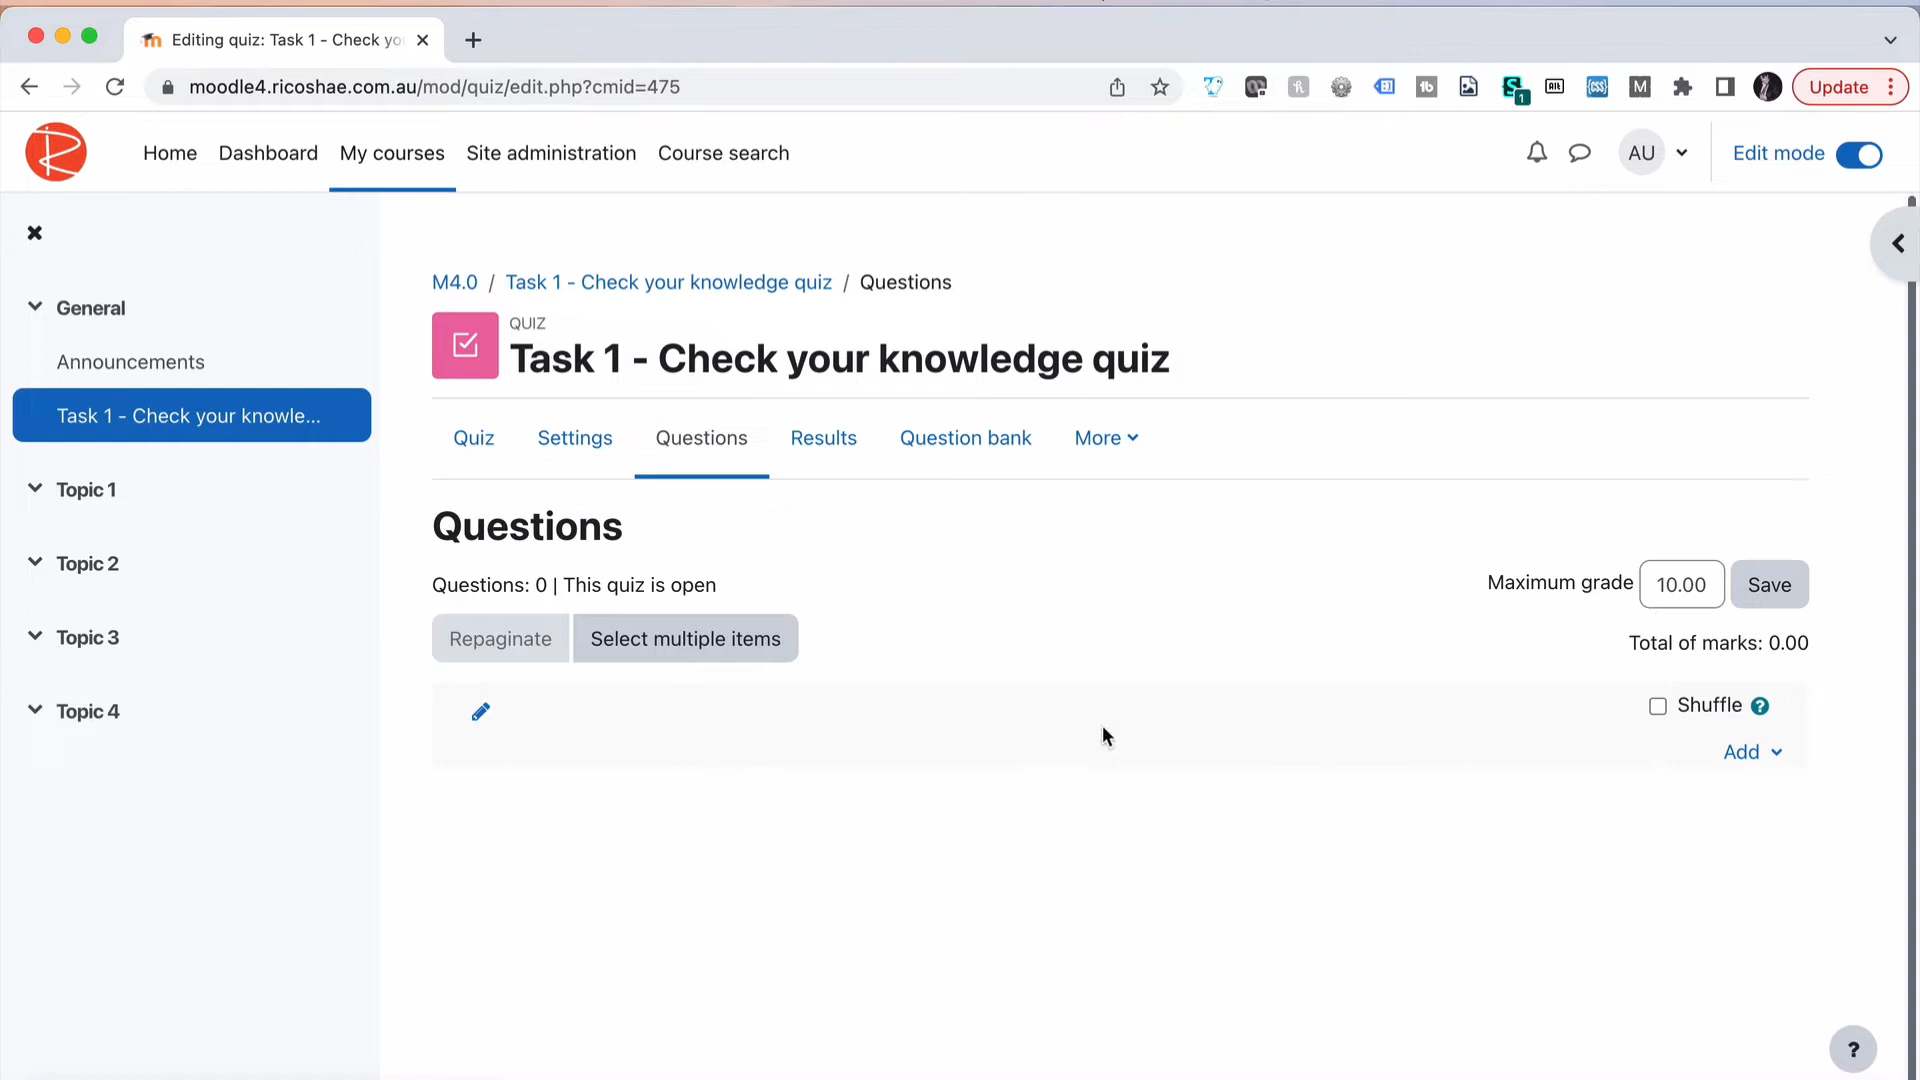 Editing quiz: Task 1 - Check yo
moodle4.ricoshae.com.au/mod/quiz/edit.php?cmid=475
1
Alt
{CSS}
M
Update
Home
Dashboard
My courses
Site administration
Course search
AU
Edit mode
General
Announcements
Task 1 - Check your knowle...
Topic 1
Topic 2
Topic 3
Topic 4
M4.0 / Task 1 - Check your knowledge quiz / Questions
QUIZ
Task 1 - Check your knowledge quiz
Quiz
Settings
Questions
Results
Question bank
More
Questions
Questions: 0 | This quiz is open
Maximum grade 10.00 Save
Repaginate
Select multiple items
Total of marks: 0.00
Shuffle ?
Add
?